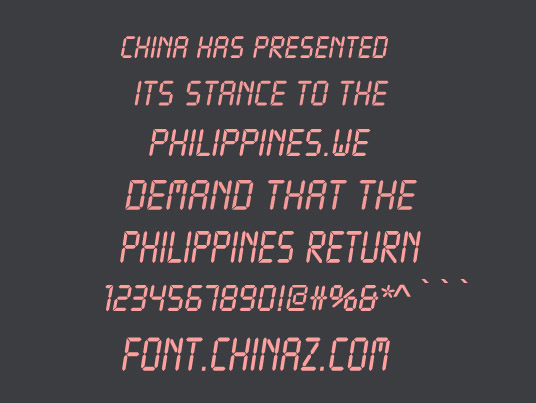 CHINA HAS PRESENTED
ITS STANCE TO THE
PHILIPPINES.WE
DEMAND THAT THE
PHILIPPINES RETURN
1234567890!@#%&*^ ` ` `
FONT.CHINAZ.COM